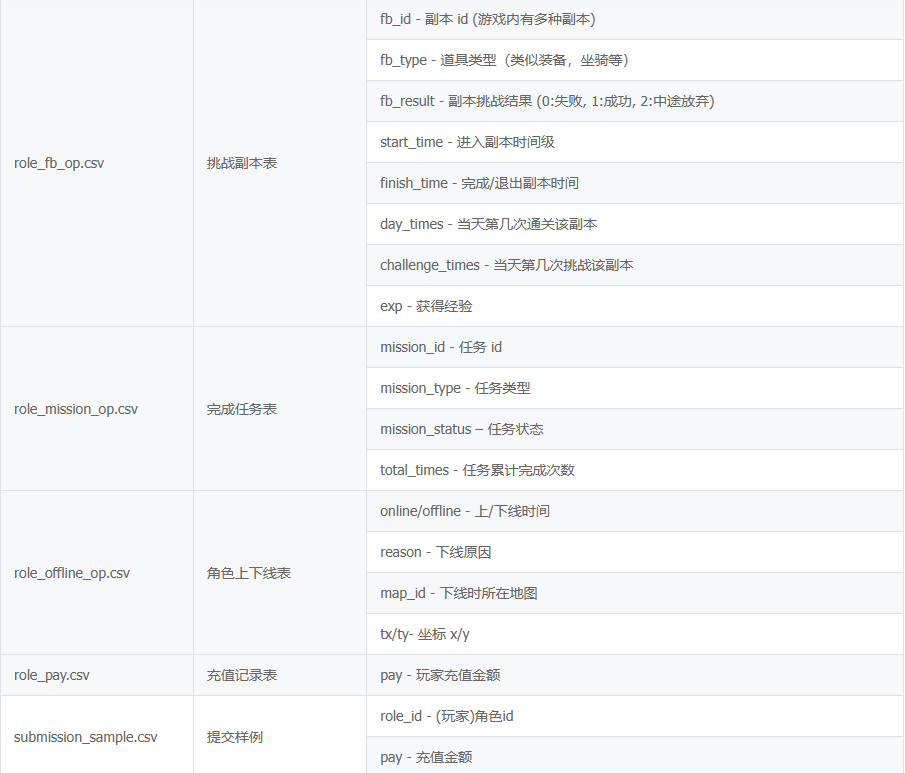 role_fb_op.csv
挑战副本表
fb_id - 副本 id (游戏内有多种副本)
fb_type - 道具类型（类似装备，坐骑等）
fb_result - 副本挑战结果 (0:失败, 1:成功, 2:中途放弃)
start_time - 进入副本时间级
finish_time - 完成/退出副本时间
day_times - 当天第几次通关该副本
challenge_times - 当天第几次挑战该副本
exp - 获得经验
role_mission_op.csv
完成任务表
mission_id - 任务 id
mission_type - 任务类型
mission_status – 任务状态
total_times - 任务累计完成次数
role_offline_op.csv
角色上下线表
online/offline - 上/下线时间
reason - 下线原因
map_id - 下线时所在地图
tx/ty- 坐标 x/y
role_pay.csv
充值记录表
pay - 玩家充值金额
submission_sample.csv
提交样例
role_id - (玩家)角色id
pay - 充值金额